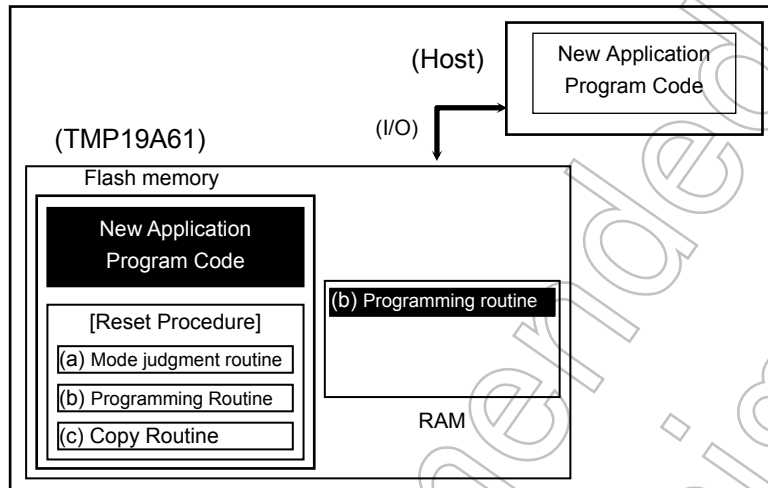 (Host)
New Application
Program Code
(I/O)
(TMP19A61)
Flash memory
New Application
Program Code
[Reset Procedure]
(a) Mode judgment routine
(b) Programming Routine
(c) Copy Routine
(b) Programming routine
RAM